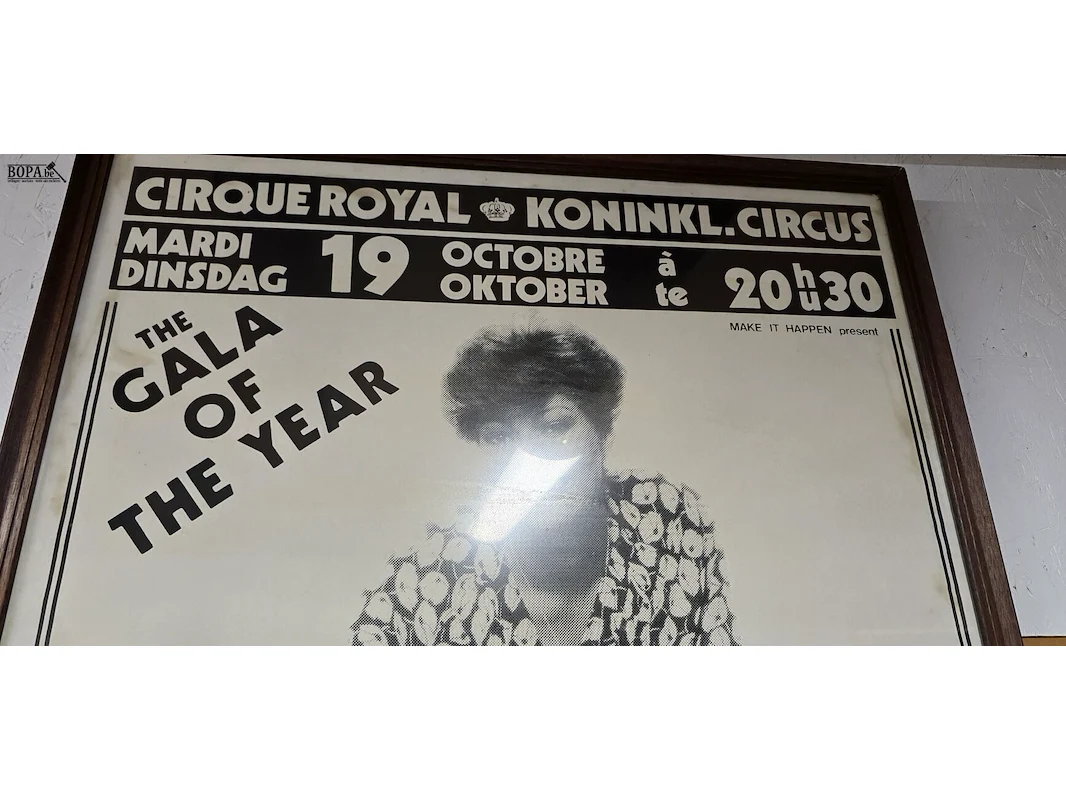 BOPA.be
CIRQUE ROYAL KONINKL.CIRCUS
MARDI 19 OCTOBRE à 20h30
DINSDAG OKTOBER te u
MAKE IT HAPPEN present
THE
GALA
OF
THE YEAR